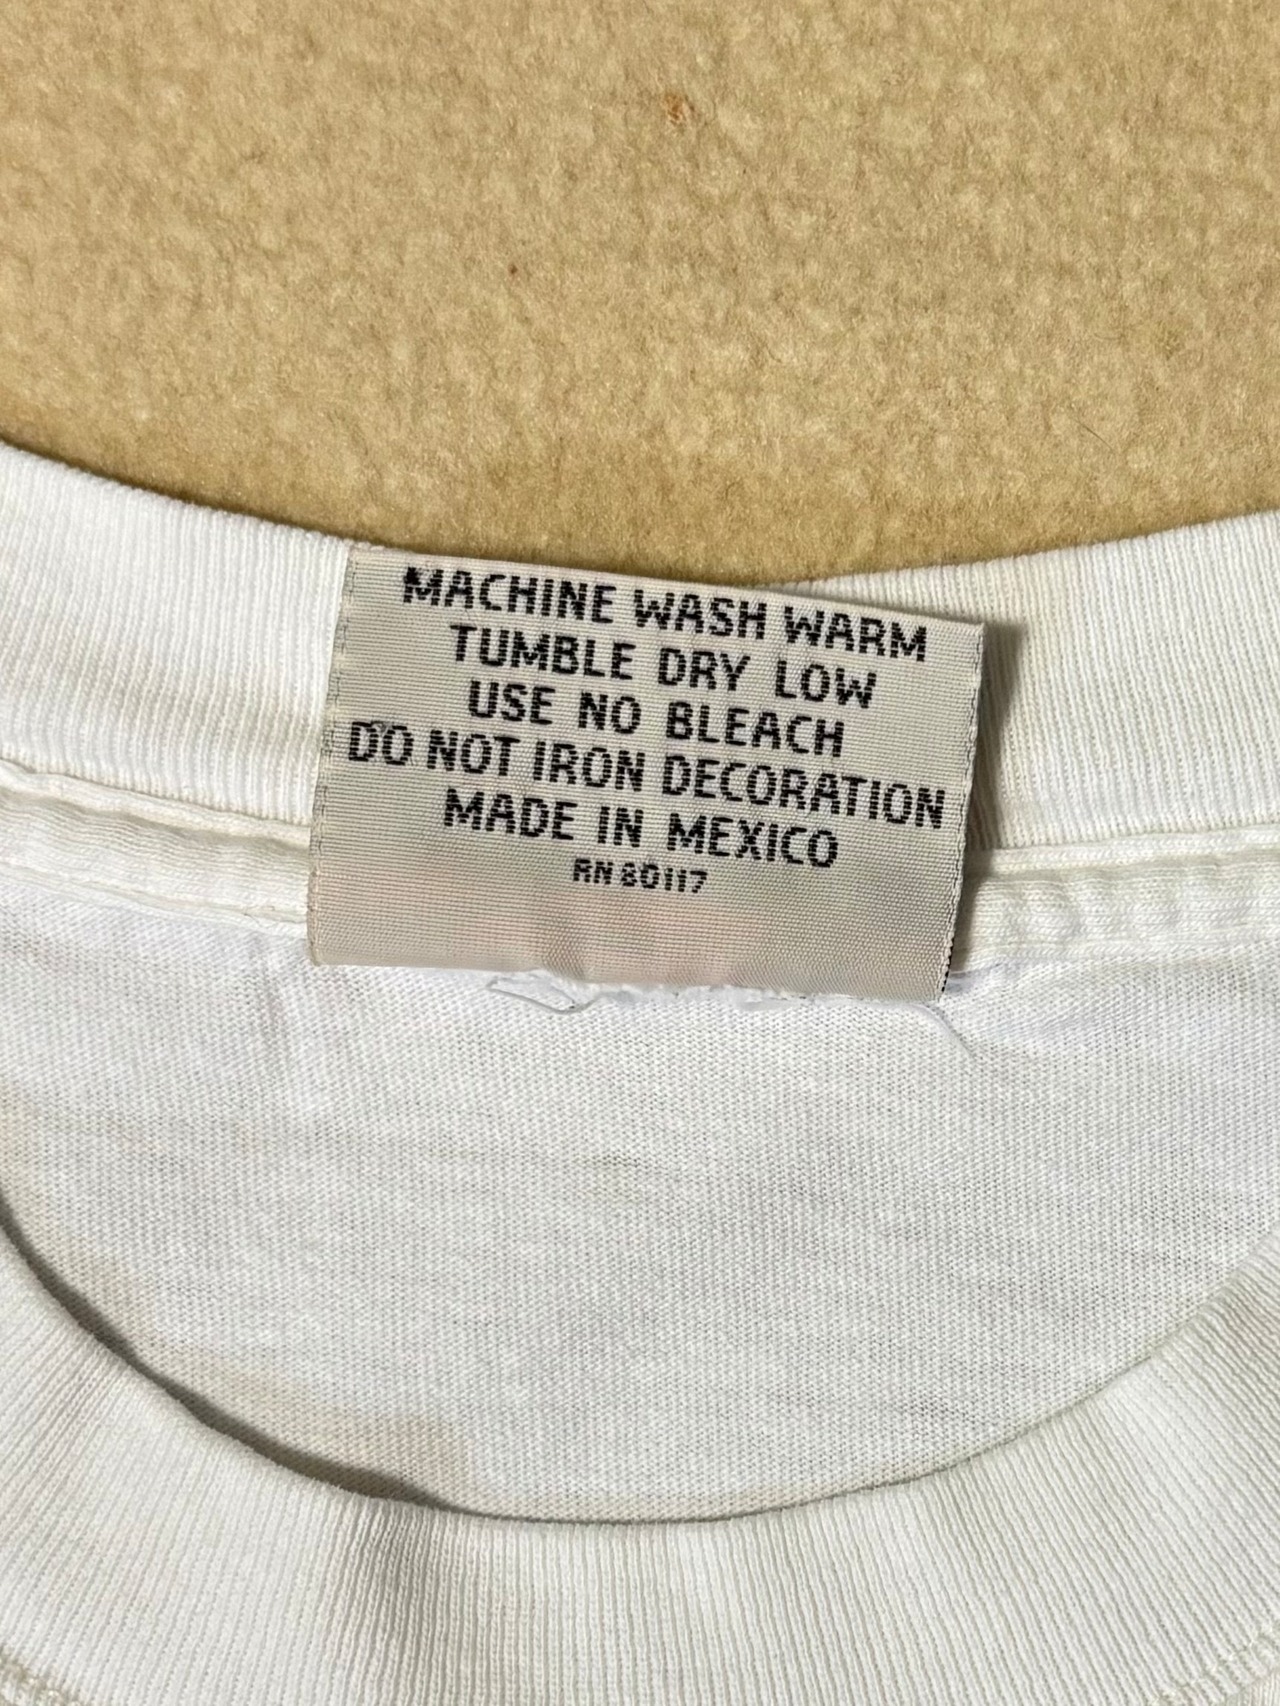 MACHINE WASH WARM
TUMBLE DRY LOW
USE NO BLEACH
DO NOT IRON DECORATION
MADE IN MEXICO
RN 80117